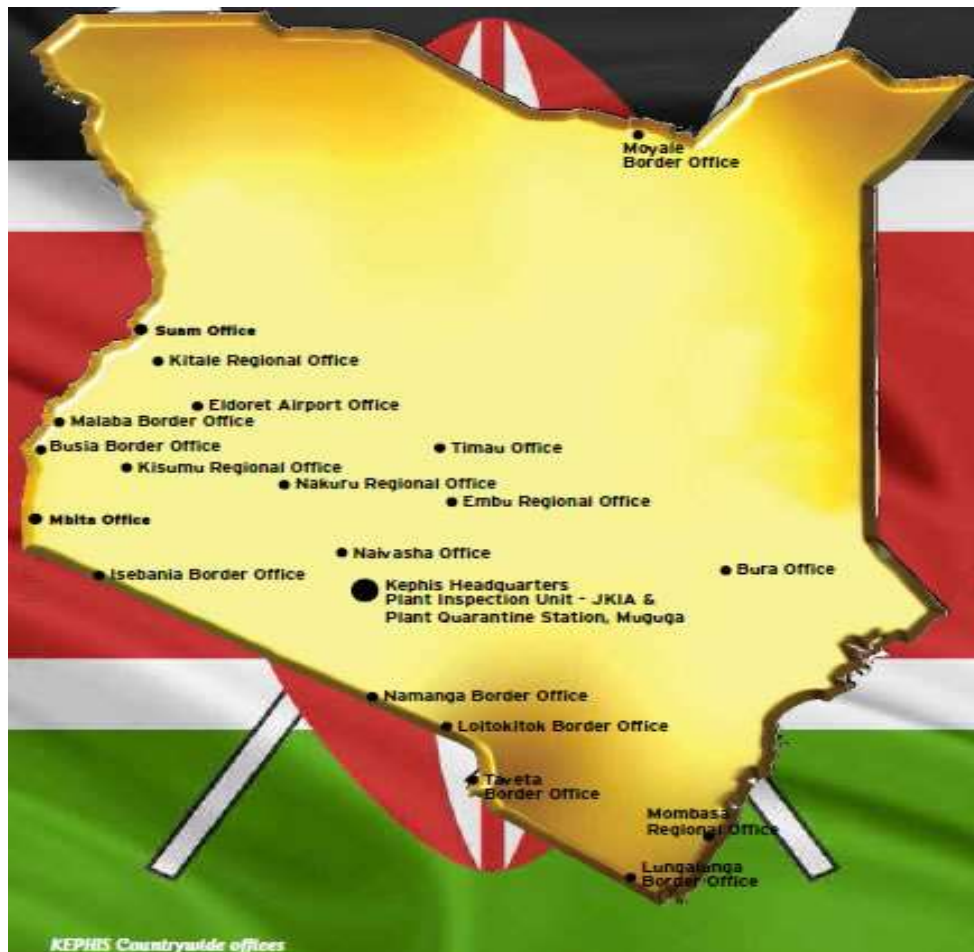 Moyale
Border Office
Suam Office
Kitale Regional Office
Eldoret Airport Office
Malaba Border Office
Busia Border Office
Timau Office
Kisumu Regional Office
Nakuru Regional Office
Embu Regional Office
Mbita Office
Naivasha Office
Isebania Border Office
Bura Office
Kephis Headquarters
Plant Inspection Unit - JKIA &
Plant Quarantine Station, Muguga
Namanga Border Office
Loitokitok Border Office
Taveta
Border Office
Mombasa
Regional Office
Lungalunga
Border Office
KEPHIS Countrywide offices